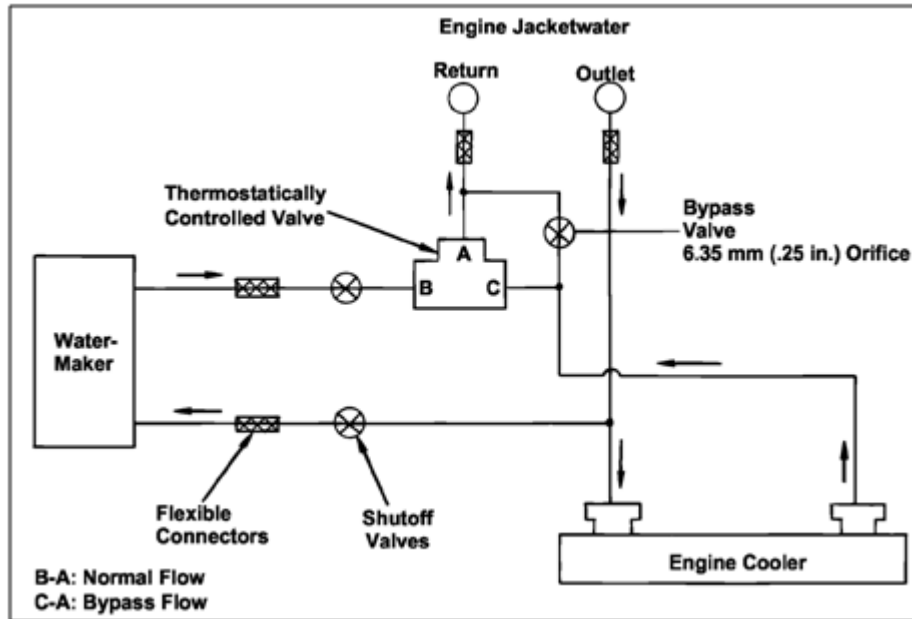 Engine Jacketwater
Return
Outlet
Thermostatically
Controlled Valve
Bypass
Valve
6.35 mm (.25 in.) Orifice
A
B
C
Water-
Maker
Flexible
Connectors
Shutoff
Valves
Engine Cooler
B-A: Normal Flow
C-A: Bypass Flow